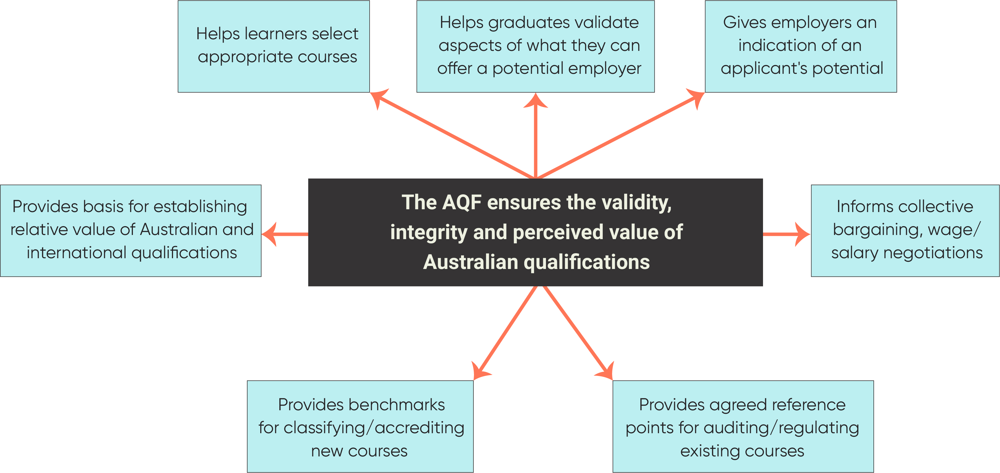 Helps learners select
appropriate courses
Helps graduates validate
aspects of what they can
offer a potential employer
Gives employers an
indication of an
applicant's potential
Provides basis for establishing
relative value of Australian and
international qualifications
The AQF ensures the validity,
integrity and perceived value of
Australian qualifications
Informs collective
bargaining, wage/
salary negotiations
Provides benchmarks
for classifying/accrediting
new courses
Provides agreed reference
points for auditing/regulating
existing courses